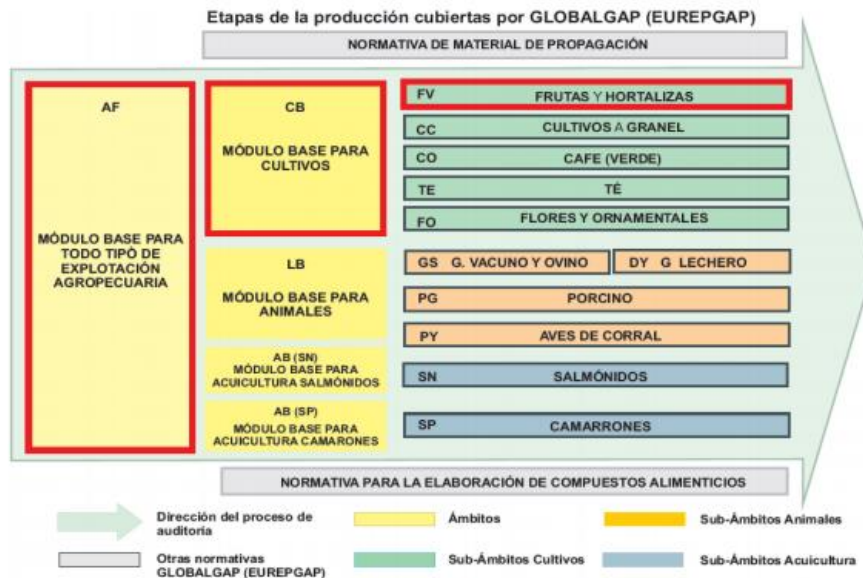 Etapas de la producción cubiertas por GLOBALGAP (EUREPGAP)
NORMATIVA DE MATERIAL DE PROPAGACIÓN
AF
MÓDULO BASE PARA
TODO TIPÒ DE
EXPLOTACIÓN
AGROPECUARIA
CB
MÓDULO BASE PARA
CULTIVOS
FV FRUTAS Y HORTALIZAS
CC CULTIVOS A GRANEL
CO CAFE (VERDE)
TE TÉ
FO FLORES Y ORNAMENTALES
LB
MÓDULO BASE PARA
ANIMALES
GS G. VACUNO Y OVINO
DY G LECHERO
PG PORCINO
PY AVES DE CORRAL
AB (SN)
MÓDULO BASE PARA
ACUICULTURA SALMÓNIDOS
SN SALMÓNIDOS
AB (SP)
MÓDULO BASE PARA
ACUICULTURA CAMARONES
SP CAMARRONES
NORMATIVA PARA LA ELABORACIÓN DE COMPUESTOS ALIMENTICIOS
Dirección del proceso de
auditoría
Ámbitos
Sub-Ámbitos Animales
Otras normativas
GLOBALGAP (EUREPGAP)
Sub-Ámbitos Cultivos
Sub-Ámbitos Acuicultura